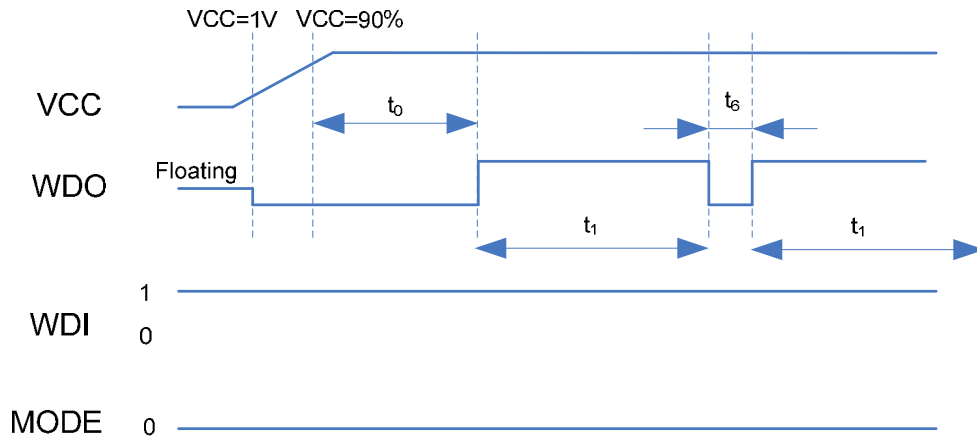 VCC=1V VCC=90%
VCC
t₀
t₆
Floating
WDO
t₁
t₁
1
WDI
0
MODE
0